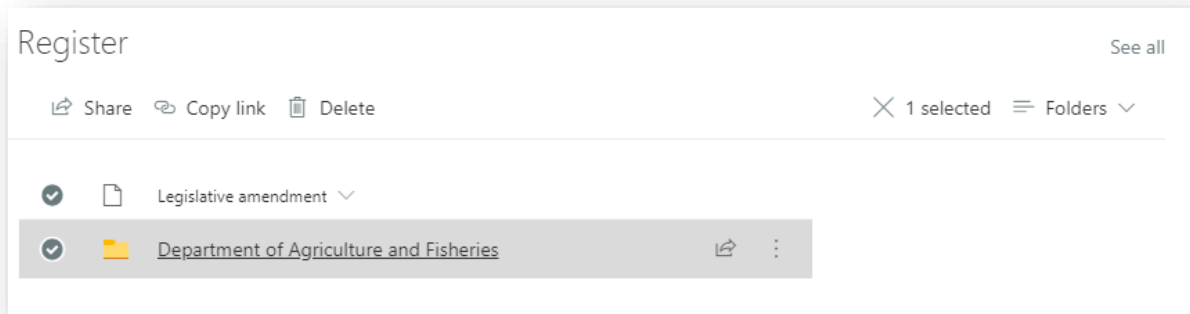 Register
See all
Share Copy link Delete 1 selected Folders
Legislative amendment
Department of Agriculture and Fisheries